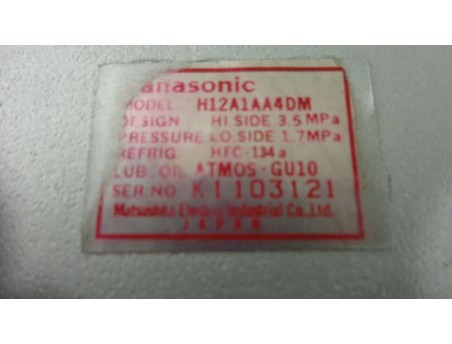 Panasonic
MODEL H12A1AA4DM
DESIGN HI SIDE 3.5MPa
PRESSURE LO SIDE 1.7MPa
REFRIG HFC-134a
LUB OIL ATMOS-GU10
SER NO K1103121
Matsushita Electric Industrial Co., Ltd.
JAPAN